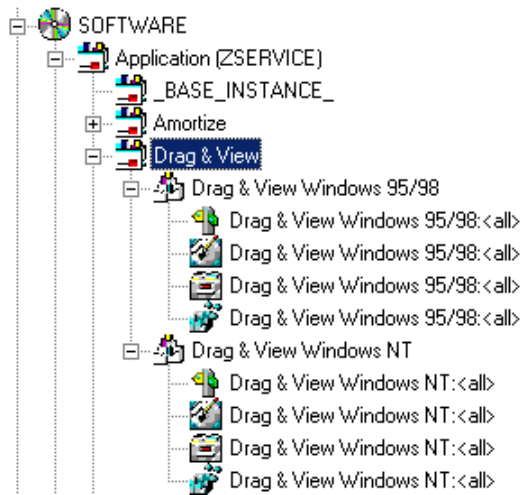 SOFTWARE
Application (ZSERVICE)
_BASE_INSTANCE_
Amortize
Drag & View
Drag & View Windows 95/98
Drag & View Windows 95/98:<all>
Drag & View Windows 95/98:<all>
Drag & View Windows 95/98:<all>
Drag & View Windows 95/98:<all>
Drag & View Windows NT
Drag & View Windows NT:<all>
Drag & View Windows NT:<all>
Drag & View Windows NT:<all>
Drag & View Windows NT:<all>